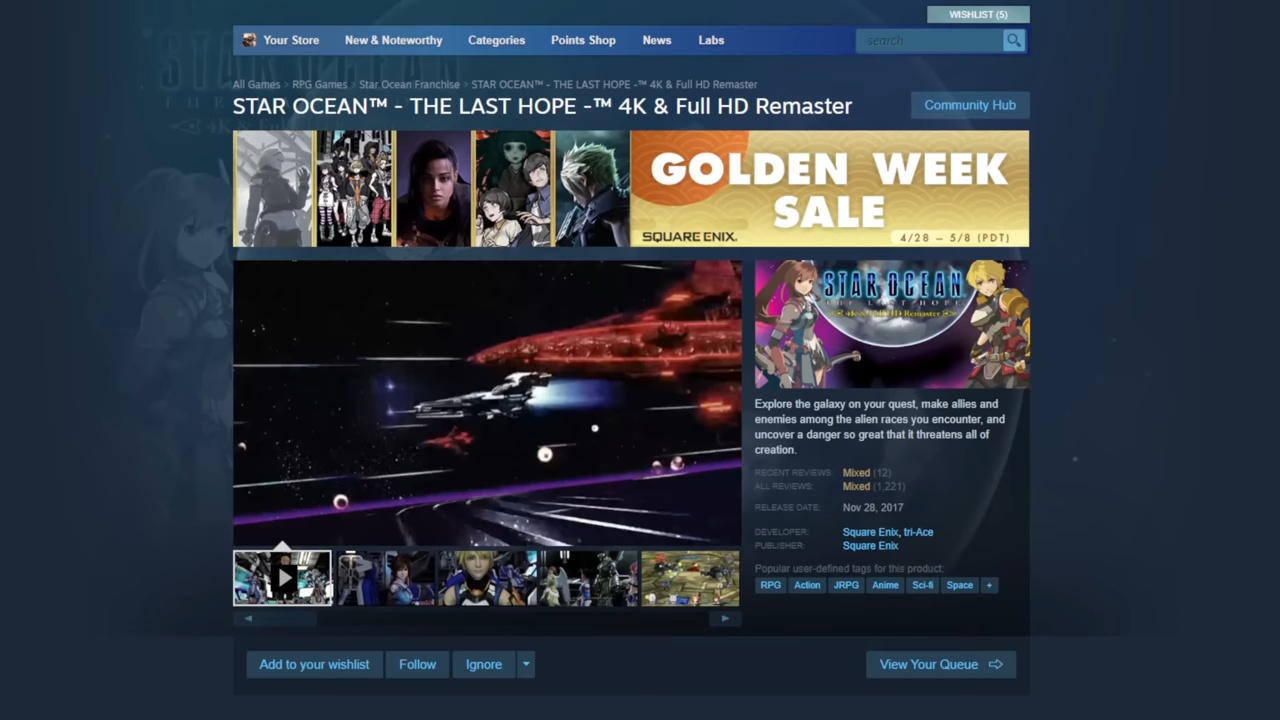 WISHLIST (5)
Your Store New & Noteworthy Categories Points Shop News Labs search
All Games > RPG Games > Star Ocean Franchise > STAR OCEAN™ - THE LAST HOPE -™ 4K & Full HD Remaster
STAR OCEAN™ - THE LAST HOPE -™ 4K & Full HD Remaster
Community Hub
GOLDEN WEEK
SALE
SQUARE ENIX.
4/28 – 5/8 (PDT)
STAR OCEAN
THE LAST HOPE
4K & Full HD Remaster
Explore the galaxy on your quest, make allies and
enemies among the alien races you encounter, and
uncover a danger so great that it threatens all of
creation.
RECENT REVIEWS: Mixed (12)
ALL REVIEWS: Mixed (1,221)
RELEASE DATE: Nov 28, 2017
DEVELOPER: Square Enix, tri-Ace
PUBLISHER: Square Enix
Popular user-defined tags for this product:
RPG Action JRPG Anime Sci-fi Space +
Add to your wishlist Follow Ignore View Your Queue